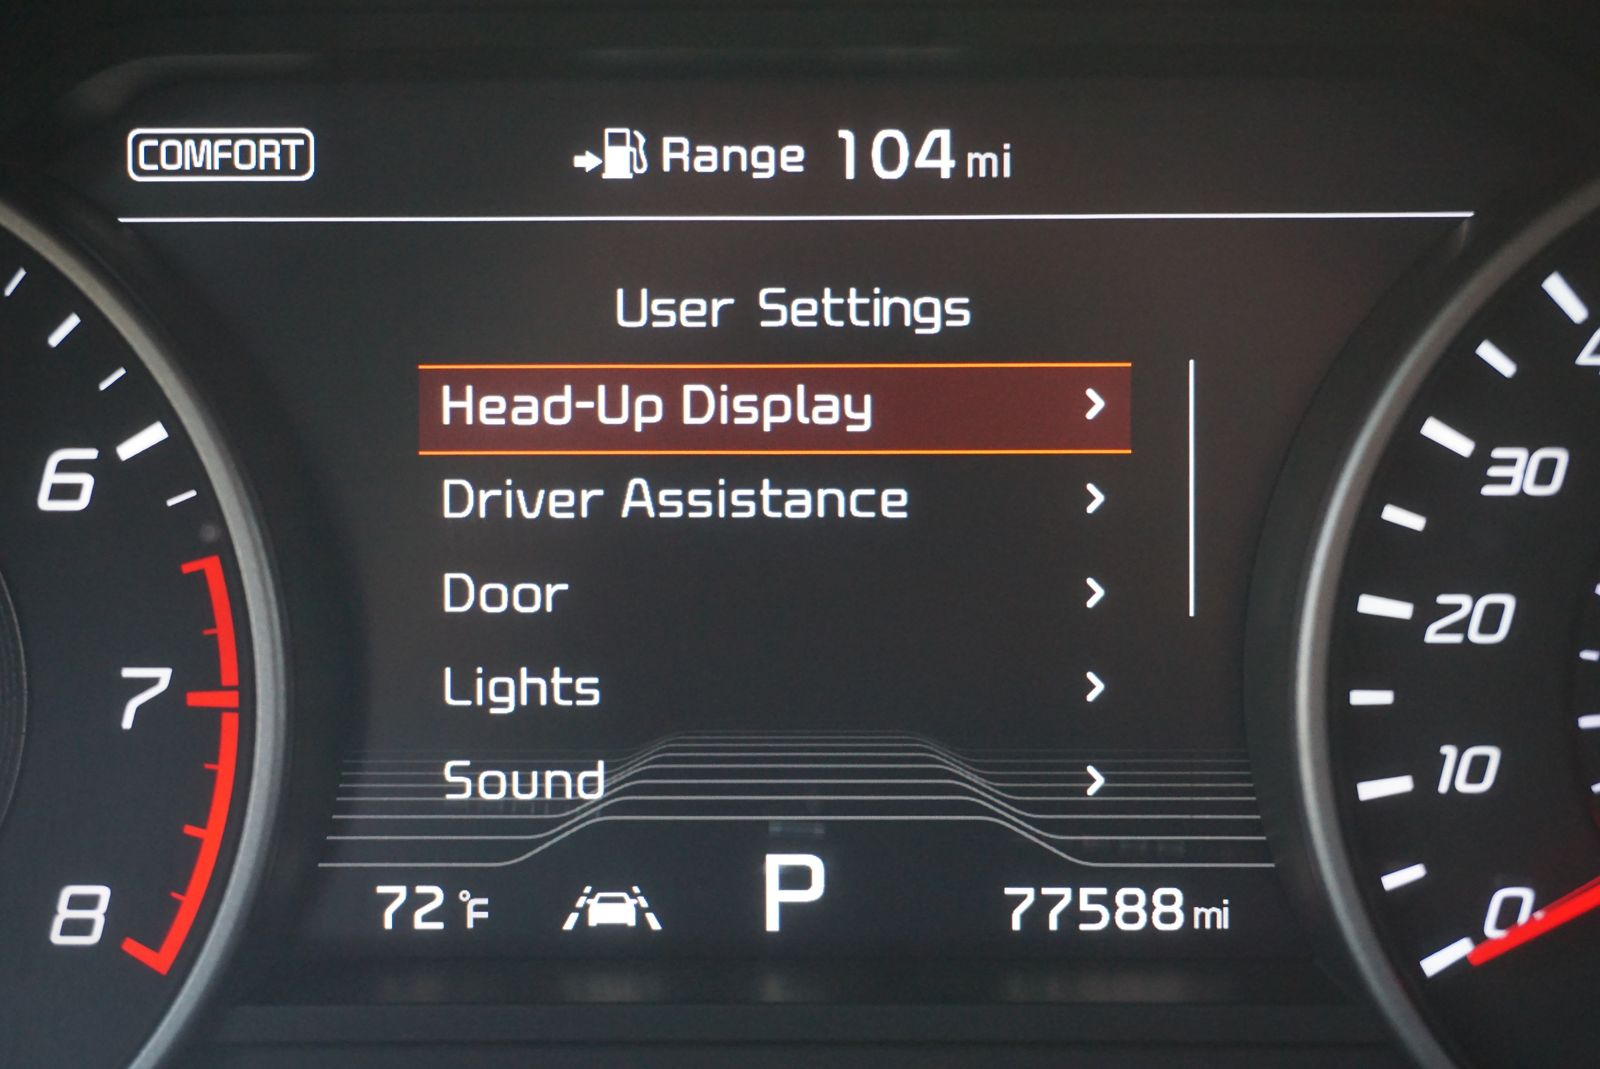 COMFORT
Range 104 mi
User Settings
Head-Up Display
Driver Assistance
Door
Lights
Sound
72 °F P 77588 mi
6
7
8
30
20
10
0